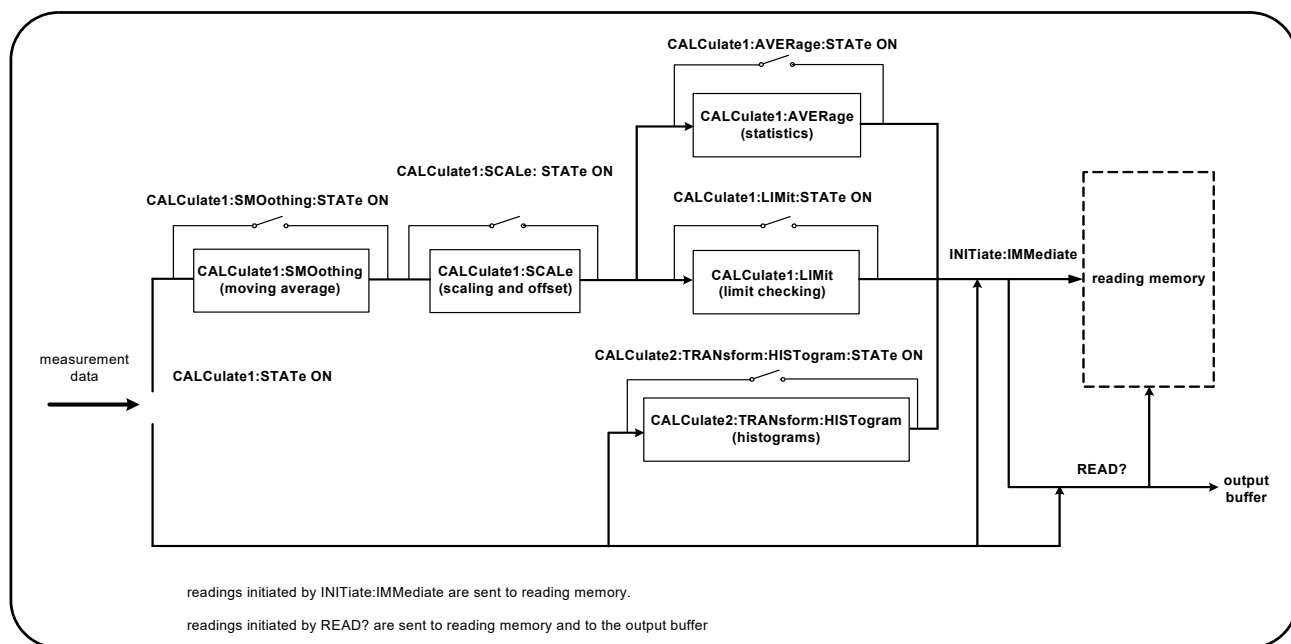 CALCulate1:AVERage:STATe ON
CALCulate1:AVERage
(statistics)
CALCulate1:SCALe: STATe ON
CALCulate1:SMOothing:STATe ON
CALCulate1:LIMit:STATe ON
CALCulate1:SMOothing
(moving average)
CALCulate1:SCALe
(scaling and offset)
CALCulate1:LIMit
(limit checking)
INITiate:IMMediate
reading memory
measurement
data
CALCulate1:STATe ON
CALCulate2:TRANsform:HISTogram:STATe ON
CALCulate2:TRANsform:HISTogram
(histograms)
READ?
output
buffer
readings initiated by INITiate:IMMediate are sent to reading memory.
readings initiated by READ? are sent to reading memory and to the output buffer